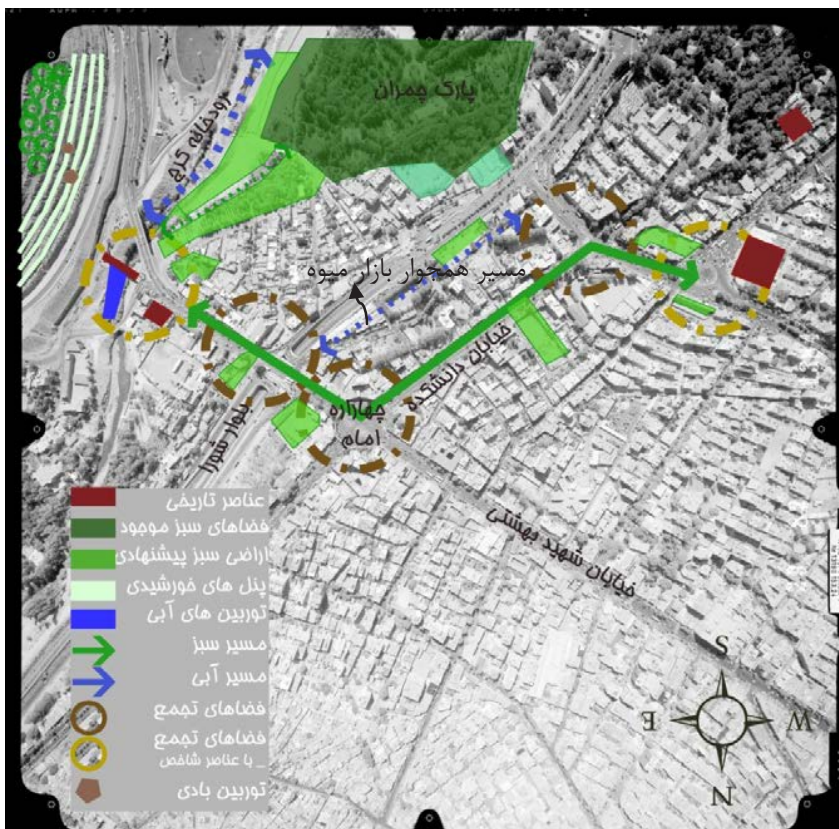 پارک چمران
رودخانه کرج
مسیر همجوار بازار میوه
خیابان دانشکده
چهارراه
امام
بلوار شورا
خیابان شهید بهشتی
عناصر تاریخی
فضاهای سبز موجود
اراضی سبز پیشنهادی
پنل های خورشیدی
توربین های آبی
مسیر سبز
مسیر آبی
فضاهای تجمع
فضاهای تجمع
_ با عناصر شاخص
توربین بادی
S
E
W
N